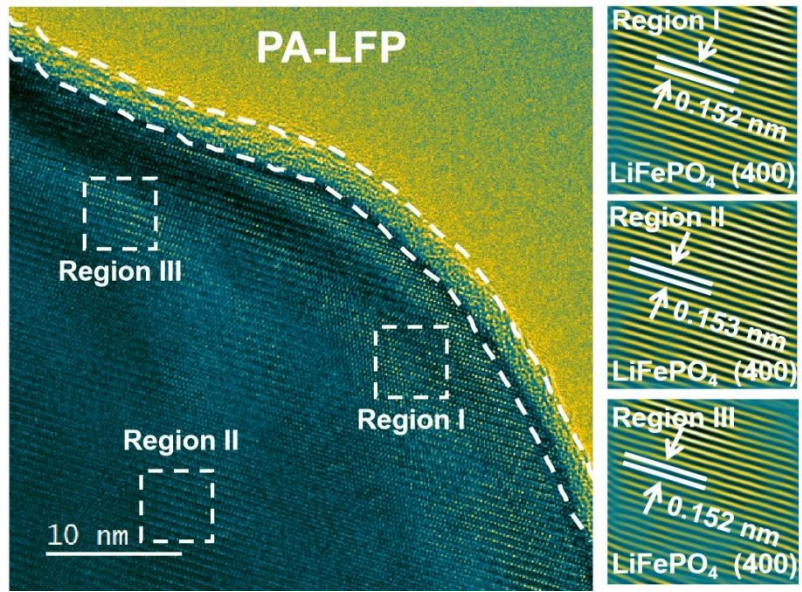 PA-LFP
Region III
Region I
Region II
10 nm
Region I
0.152 nm
LiFePO₄ (400)
Region II
0.153 nm
LiFePO₄ (400)
Region III
0.152 nm
LiFePO₄ (400)